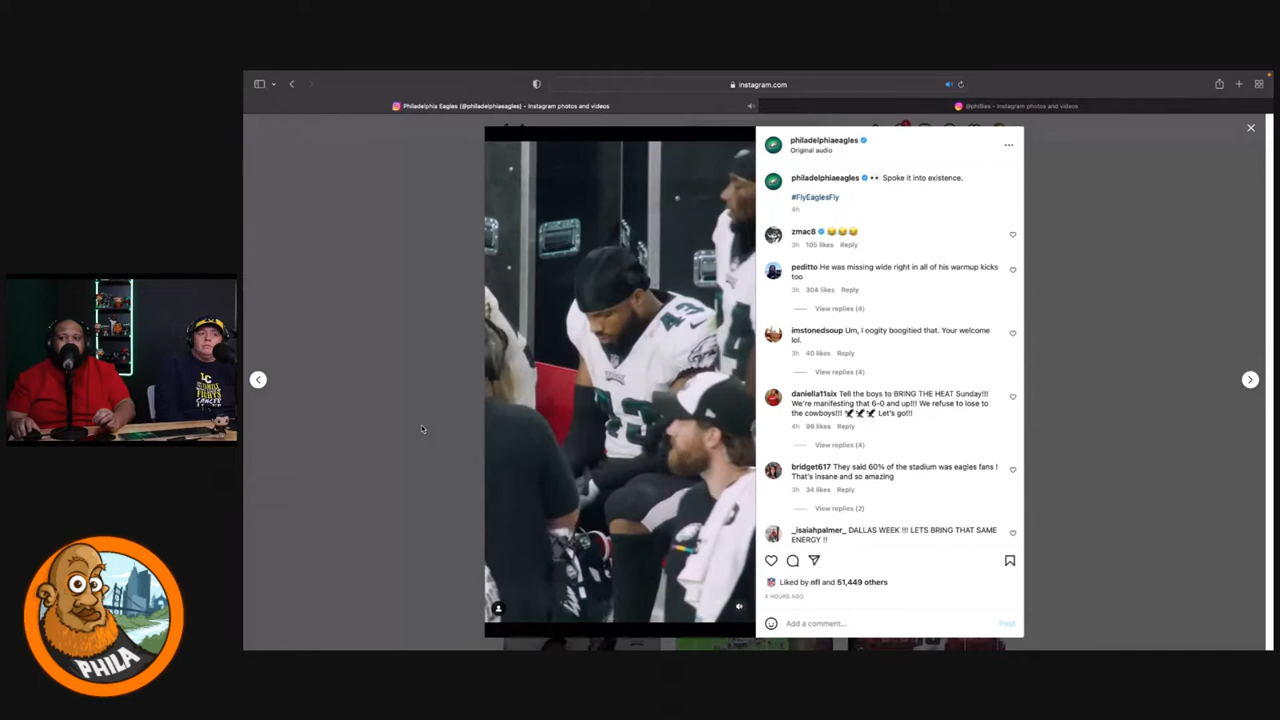 instagram.com
Philadelphia Eagles (@philadelphiaeagles) • Instagram photos and videos
@phillies • Instagram photos and videos
philadelphiaeagles
Original audio
philadelphiaeagles 👀 Spoke it into existence.
#FlyEaglesFly
4h
zmac8 😂😂😂
3h 105 likes Reply
peditto He was missing wide right in all of his warmup kicks
too
3h 304 likes Reply
View replies (4)
imstonedsoup Um, I oogity boogitied that. Your welcome
lol.
3h 40 likes Reply
View replies (4)
daniella11six Tell the boys to BRING THE HEAT Sunday!!!
We're manifesting that 6-0 and up!!! We refuse to lose to
the cowboys!!! 🦅🦅🦅 Let's go!!!
4h 98 likes Reply
View replies (4)
bridget617 They said 60% of the stadium was eagles fans !
That's insane and so amazing
3h 34 likes Reply
View replies (2)
_isaiahpalmer_ DALLAS WEEK !!! LETS BRING THAT SAME
ENERGY !!
Liked by nfl and 51,449 others
4 HOURS AGO
Add a comment...
Post
43
43
PHILA